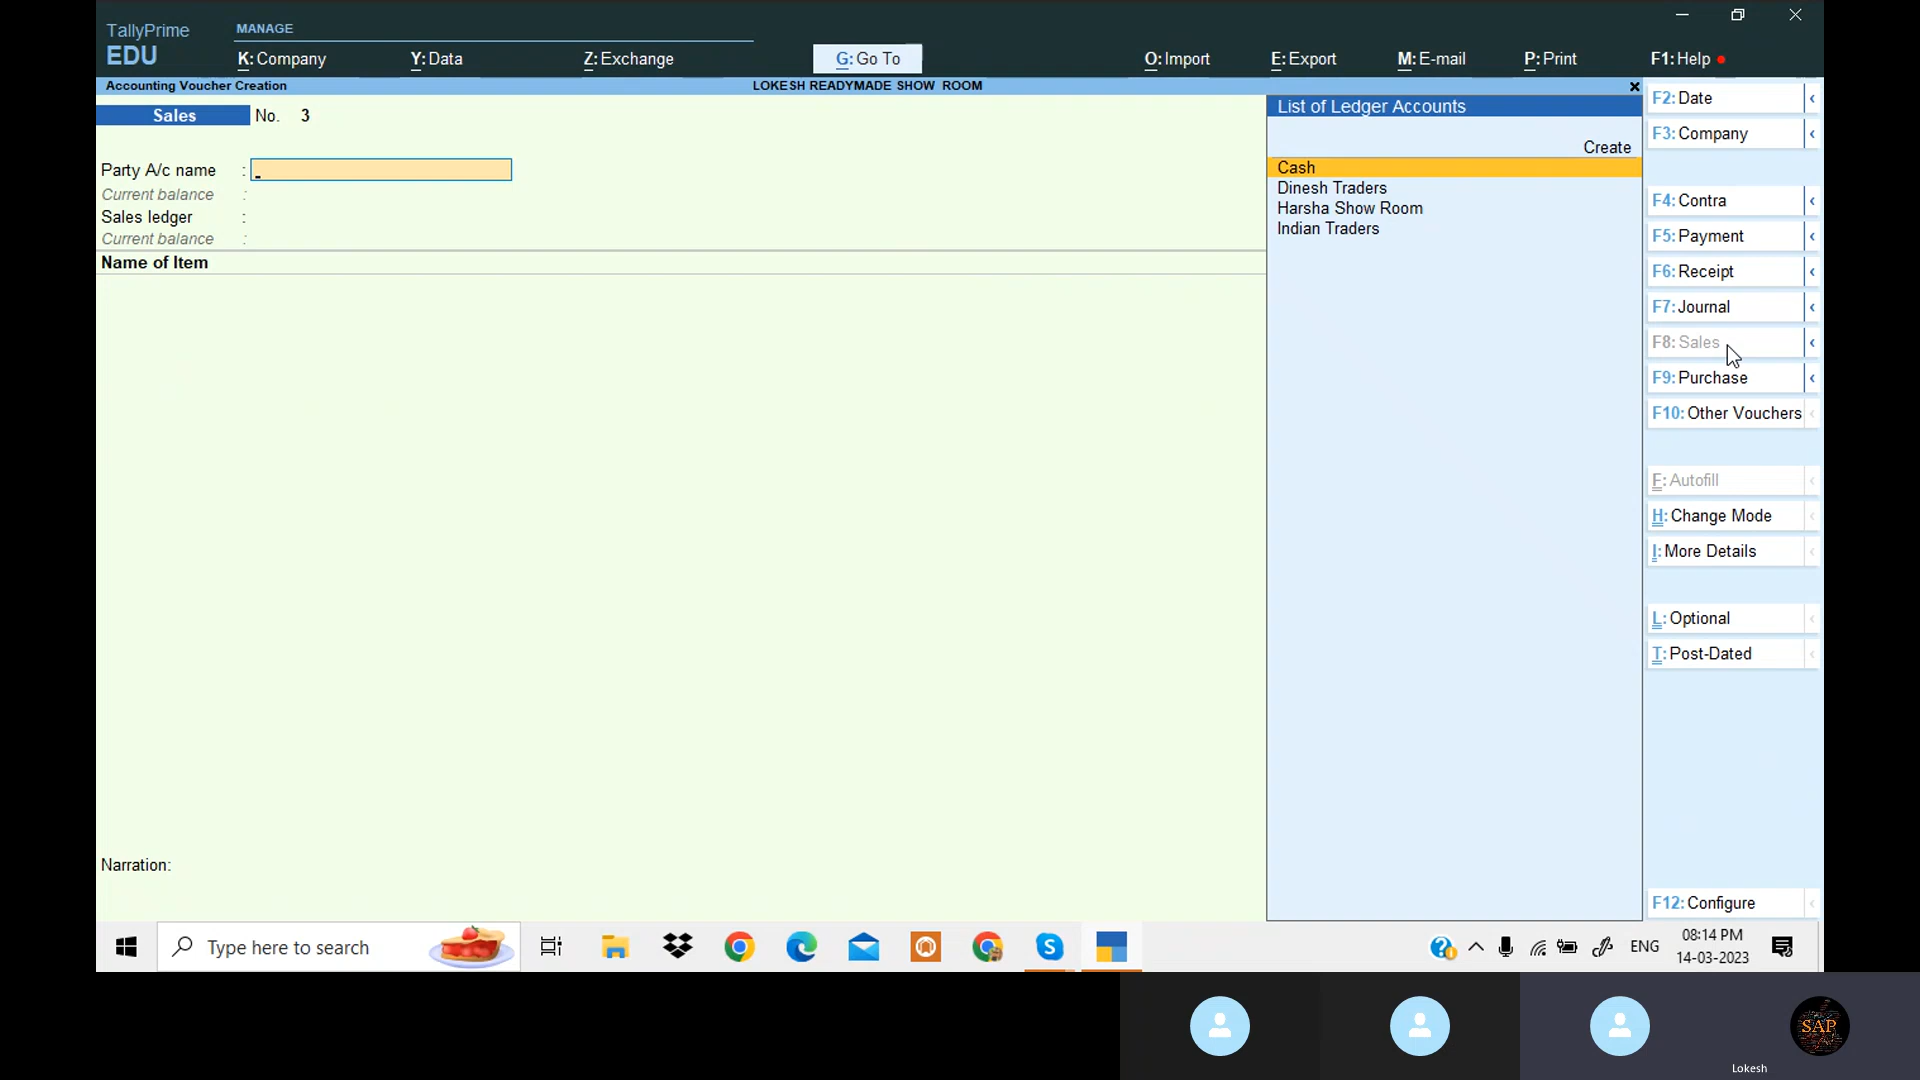 TallyPrime
EDU
MANAGE
K: Company
Y: Data
Z: Exchange
G: Go To
O: Import
E: Export
M: E-mail
P: Print
F1: Help
Accounting Voucher Creation
LOKESH READYMADE SHOW ROOM
Sales
No. 3
Party A/c name :
Current balance :
Sales ledger :
Current balance :
Name of Item
Narration:
List of Ledger Accounts
Create
Cash
Dinesh Traders
Harsha Show Room
Indian Traders
F2: Date
F3: Company
F4: Contra
F5: Payment
F6: Receipt
F7: Journal
F8: Sales
F9: Purchase
F10: Other Vouchers
F: Autofill
H: Change Mode
I: More Details
L: Optional
T: Post-Dated
F12: Configure
Type here to search
ENG
08:14 PM
14-03-2023
SAP
Lokesh